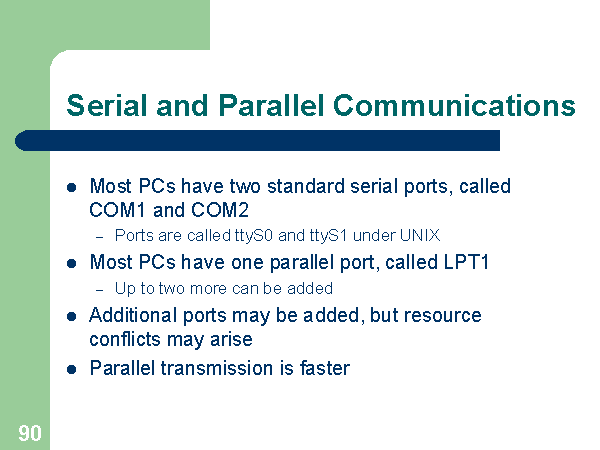 Serial and Parallel Communications
● Most PCs have two standard serial ports, called
COM1 and COM2
– Ports are called ttyS0 and ttyS1 under UNIX
● Most PCs have one parallel port, called LPT1
– Up to two more can be added
● Additional ports may be added, but resource
conflicts may arise
● Parallel transmission is faster
90